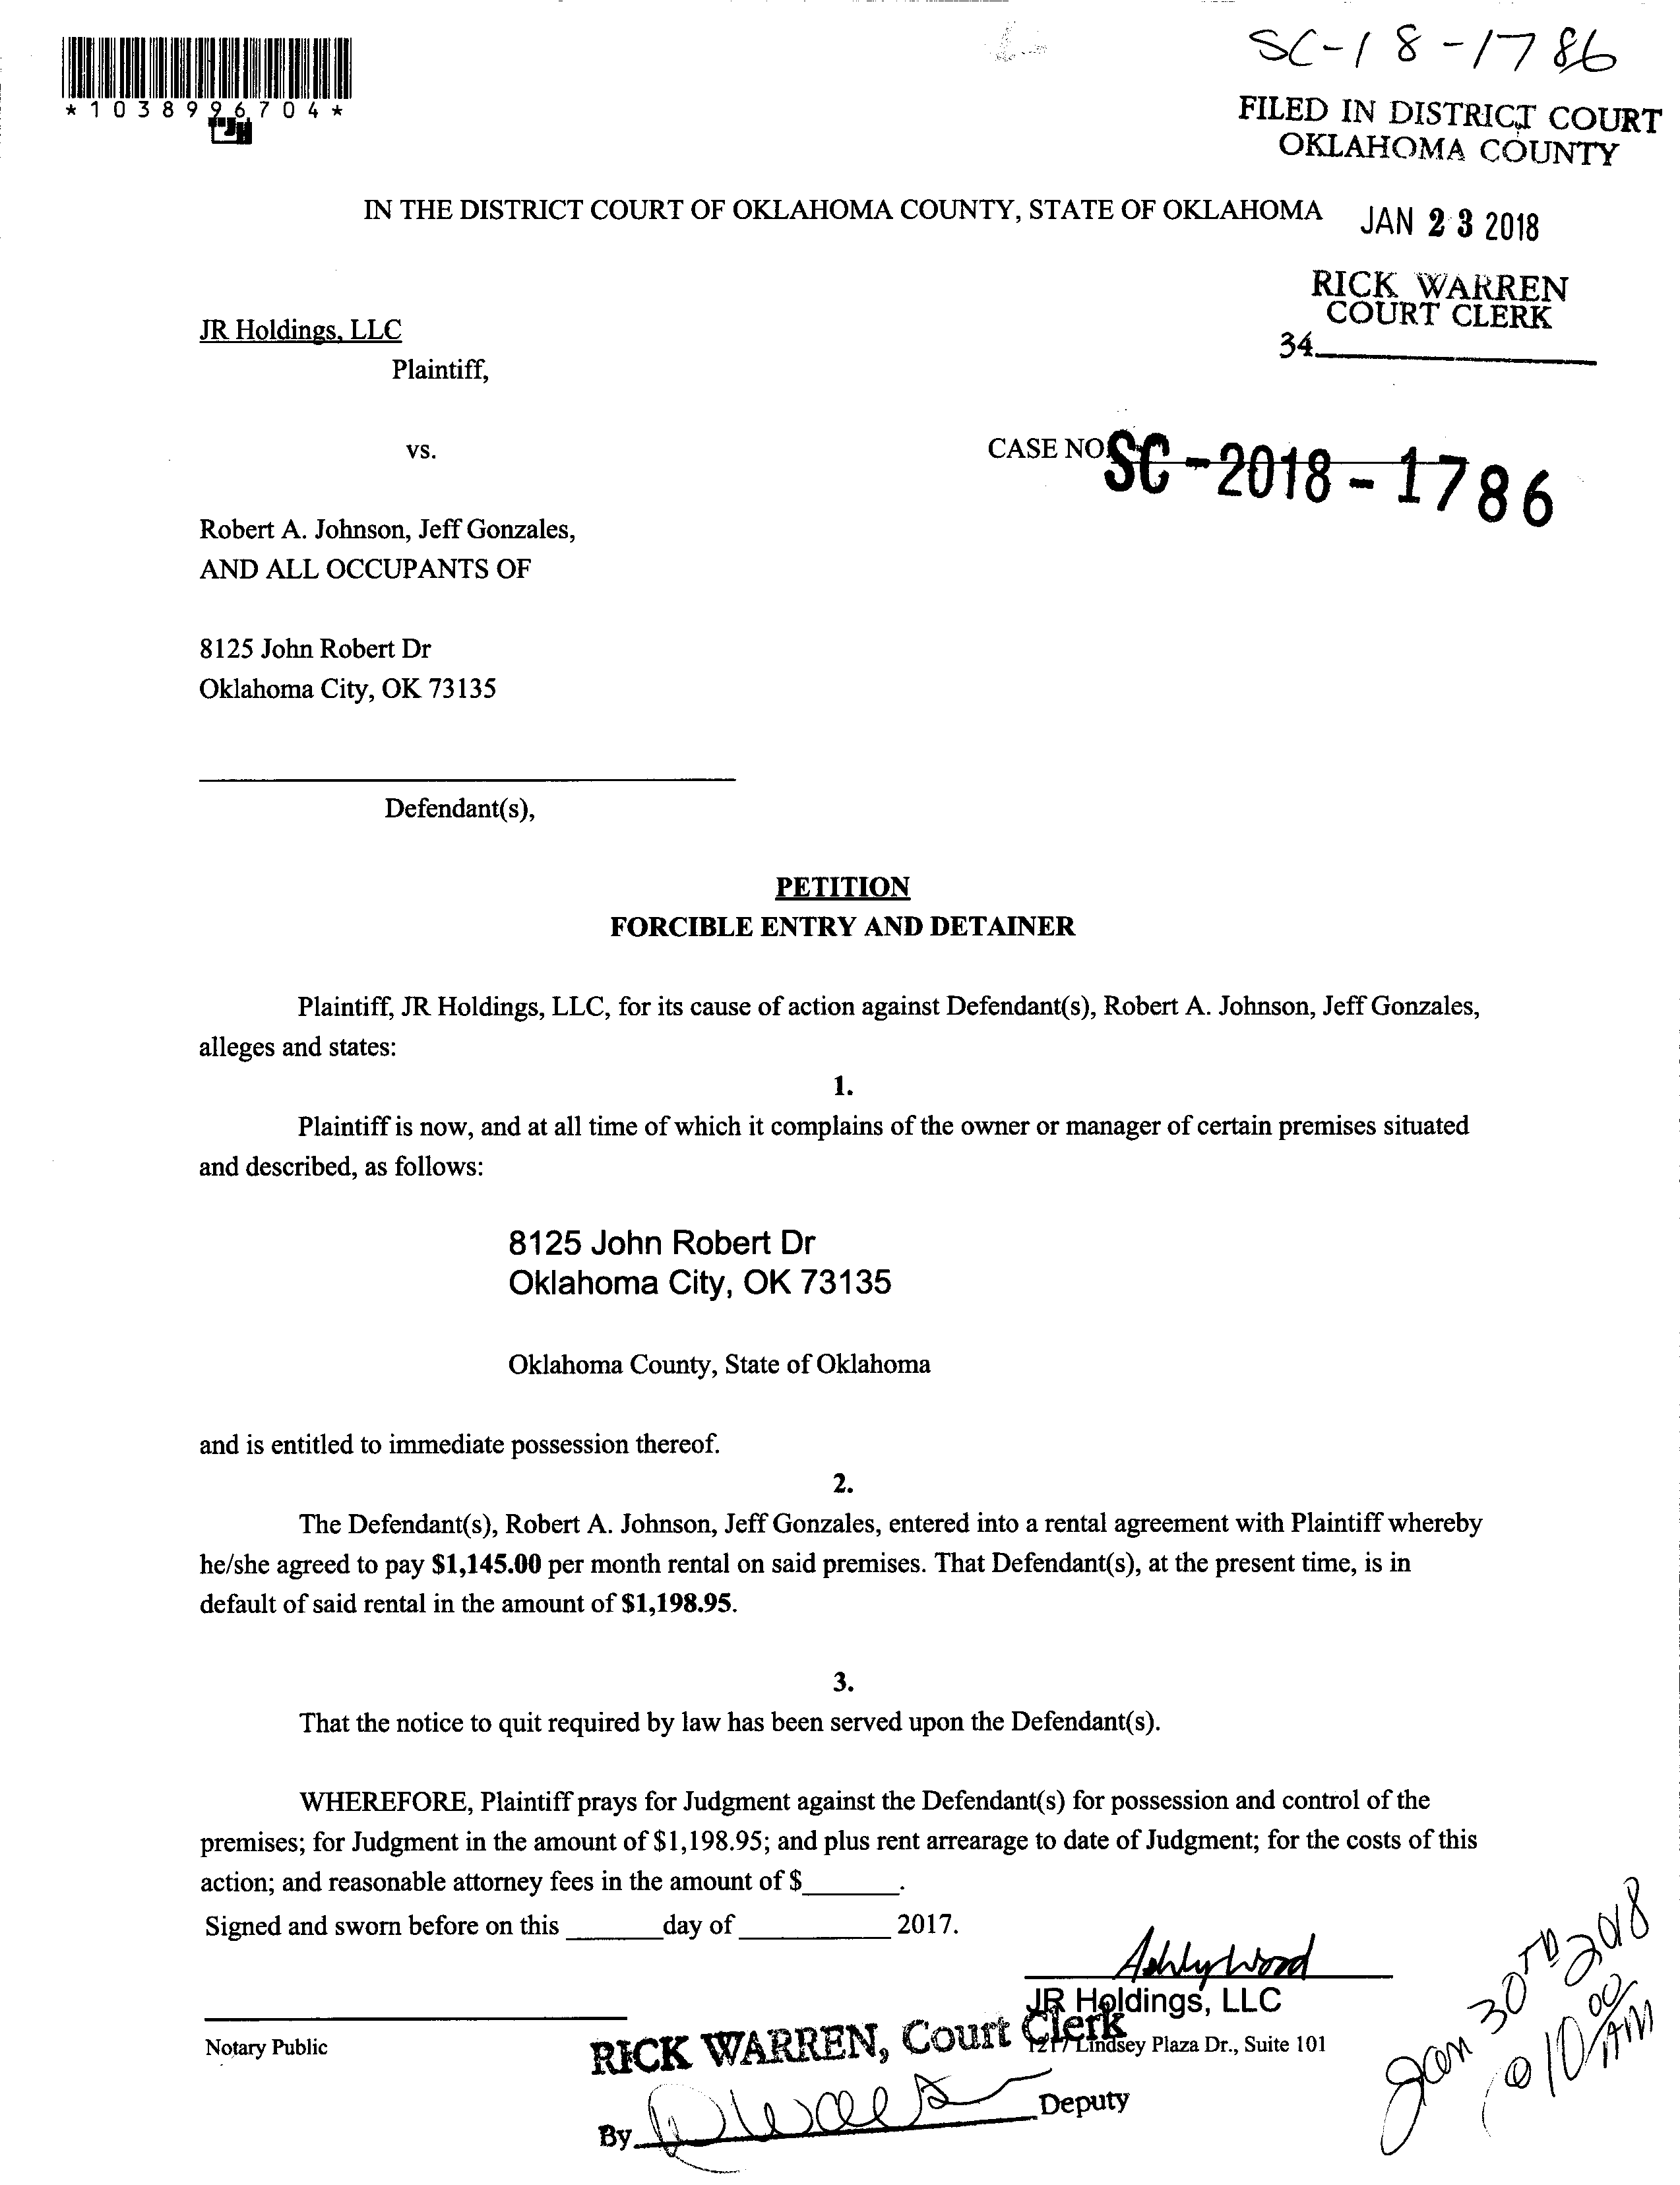 *1038996704*
SC-18-1786
FILED IN DISTRICT COURT
OKLAHOMA COUNTY
IN THE DISTRICT COURT OF OKLAHOMA COUNTY, STATE OF OKLAHOMA
JAN 23 2018
RICK WARREN
COURT CLERK
34
JR Holdings, LLC
Plaintiff,
vs.
CASE NO. SC-2018-1786
Robert A. Johnson, Jeff Gonzales,
AND ALL OCCUPANTS OF
8125 John Robert Dr
Oklahoma City, OK 73135
Defendant(s),
PETITION
FORCIBLE ENTRY AND DETAINER
Plaintiff, JR Holdings, LLC, for its cause of action against Defendant(s), Robert A. Johnson, Jeff Gonzales,
alleges and states:
1.
Plaintiff is now, and at all time of which it complains of the owner or manager of certain premises situated
and described, as follows:
8125 John Robert Dr
Oklahoma City, OK 73135
Oklahoma County, State of Oklahoma
and is entitled to immediate possession thereof.
2.
The Defendant(s), Robert A. Johnson, Jeff Gonzales, entered into a rental agreement with Plaintiff whereby
he/she agreed to pay $1,145.00 per month rental on said premises. That Defendant(s), at the present time, is in
default of said rental in the amount of $1,198.95.
3.
That the notice to quit required by law has been served upon the Defendant(s).
WHEREFORE, Plaintiff prays for Judgment against the Defendant(s) for possession and control of the
premises; for Judgment in the amount of $1,198.95; and plus rent arrearage to date of Judgment; for the costs of this
action; and reasonable attorney fees in the amount of $_______.
Signed and sworn before on this _______day of ___________ 2017.
Ashly Wood
JR Holdings, LLC
Notary Public
RICK WARREN, Court Clerk
1217 Lindsey Plaza Dr., Suite 101
By
Deputy
Jan 30TH 2018
@ 10:00 AM